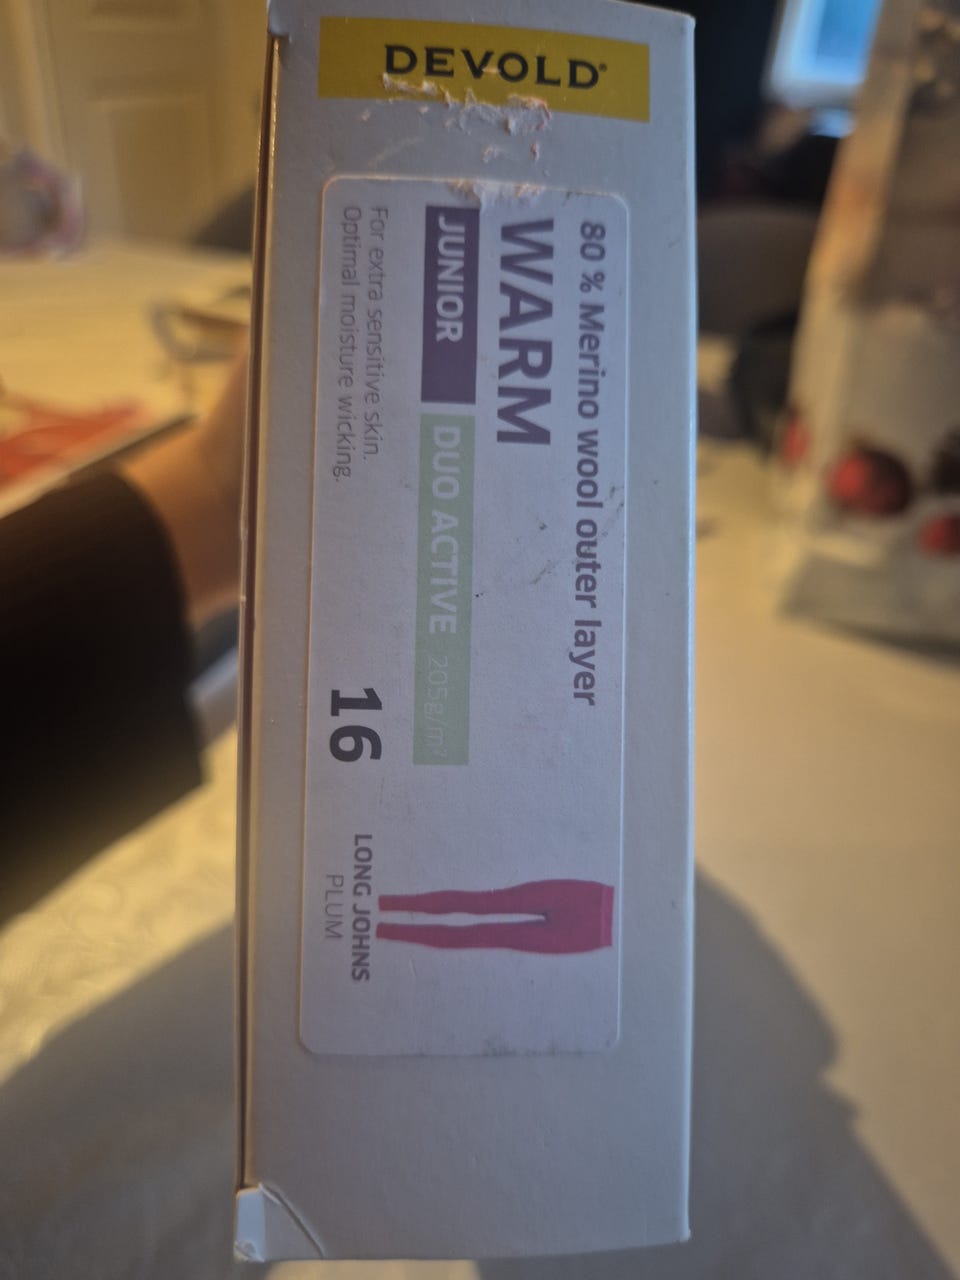 DEVOLD®
80 % Merino wool outer layer
WARM
JUNIOR DUO ACTIVE 205g/m²
For extra sensitive skin.
Optimal moisture wicking.
16
LONG JOHNS
PLUM